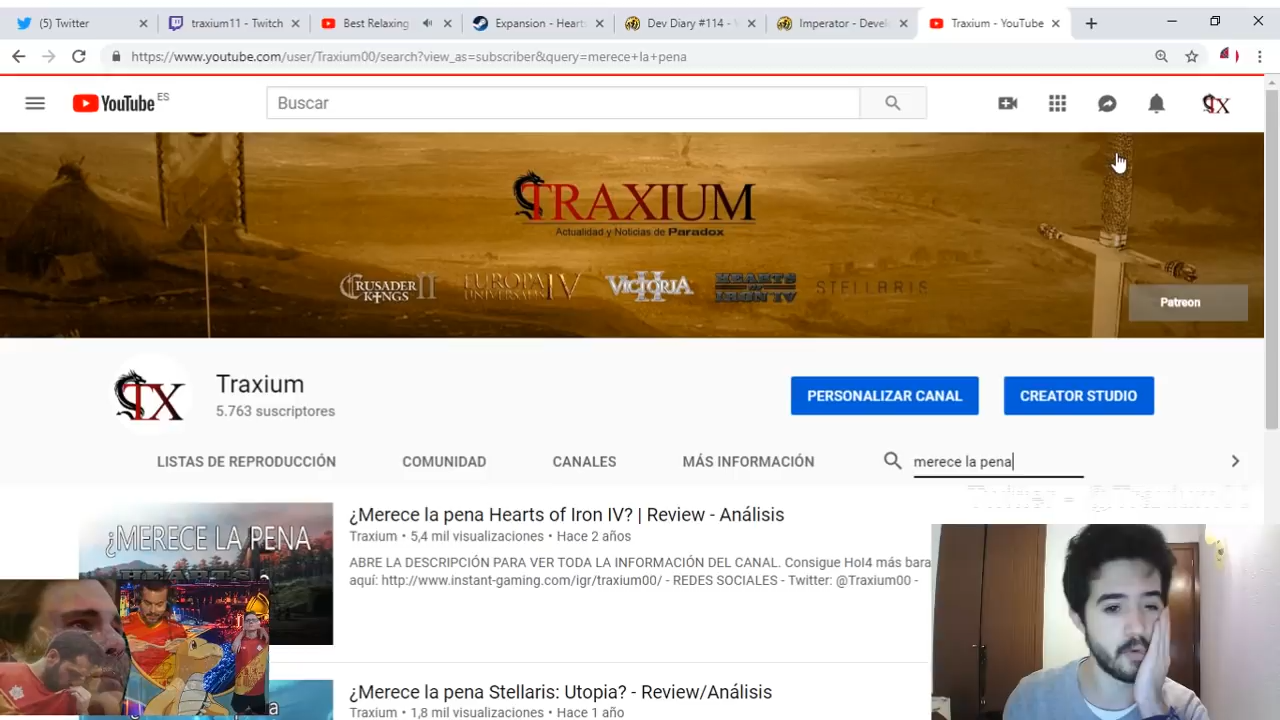 (5) Twitter
traxium11 - Twitch
Best Relaxing
Expansion - Heart
Dev Diary #114 -
Imperator - Devel
Traxium - YouTube
https://www.youtube.com/user/Traxium00/search?view_as=subscriber&query=merece+la+pena
YouTube ES
Buscar
TX
TRAXIUM
Actualidad y Noticias de Paradox
CRUSADER KINGS II
EUROPA UNIVERSALIS IV
VICTORIA II
HEARTS OF IRON IV
STELLARIS
Patreon
TX
Traxium
5.763 suscriptores
PERSONALIZAR CANAL
CREATOR STUDIO
LISTAS DE REPRODUCCIÓN
COMUNIDAD
CANALES
MÁS INFORMACIÓN
merece la pena
Twitter - @Traxium00
¿MERECE LA PENA
HEARTS
¿Merece la pena Hearts of Iron IV? | Review - Análisis
Traxium • 5,4 mil visualizaciones • Hace 2 años
ABRE LA DESCRIPCIÓN PARA VER TODA LA INFORMACIÓN DEL CANAL. Consigue HoI4 más bara
aquí: http://www.instant-gaming.com/igr/traxium00/ - REDES SOCIALES - Twitter: @Traxium00 -
¿Merece la pena Stellaris: Utopia? - Review/Análisis
Traxium • 1,8 mil visualizaciones • Hace 1 año